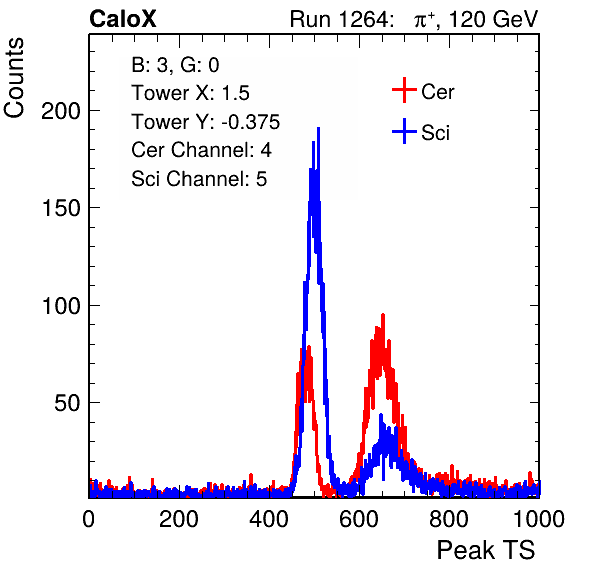 CaloX Run 1264: π⁺, 120 GeV
Counts
B: 3, G: 0
Tower X: 1.5
Tower Y: -0.375
Cer Channel: 4
Sci Channel: 5
Cer
Sci
200
150
100
50
0 200 400 600 800 1000
Peak TS